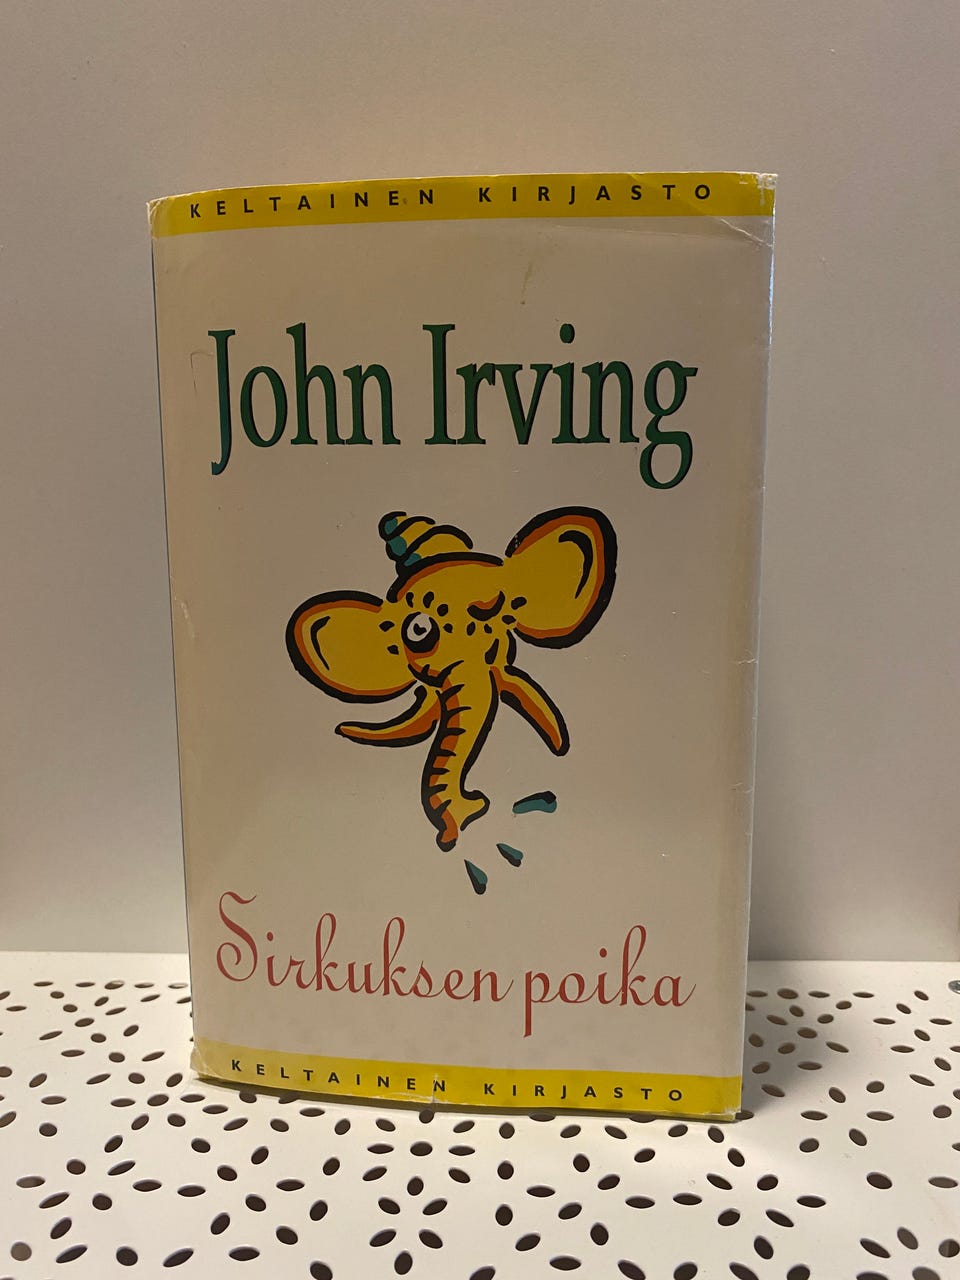 KELTAINEN KIRJASTO
John Irving
Sirkuksen poika
KELTAINEN KIRJASTO